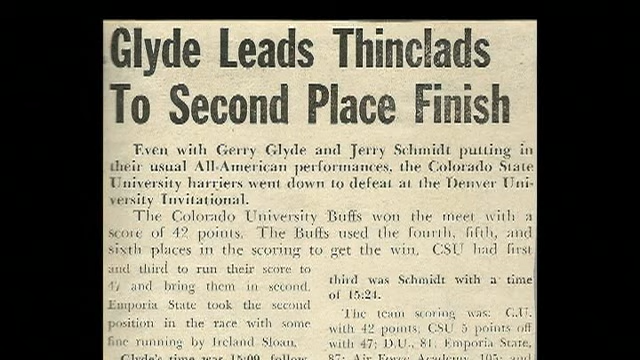 Glyde Leads Thinclads
To Second Place Finish
Even with Gerry Glyde and Jerry Schmidt putting in
their usual All-American performances, the Colorado State
University harriers went down to defeat at the Denver Uni-
versity Invitational.
The Colorado University Buffs won the meet with a
score of 42 points. The Buffs used the fourth, fifth, and
sixth places in the scoring to get the win. CSU had first
and third to run their score to
47 and bring them in second.
Emporia State took the second
position in the race with some
fine running by Ireland Sloan.
Glyde's time was 15:09, follow
third was Schmidt with a time
of 15:24.
The team scoring was: C.U.
with 42 points; CSU 5 points off
with 47; D.U., 81; Emporia State,
87; Air Force Academy, 105; and